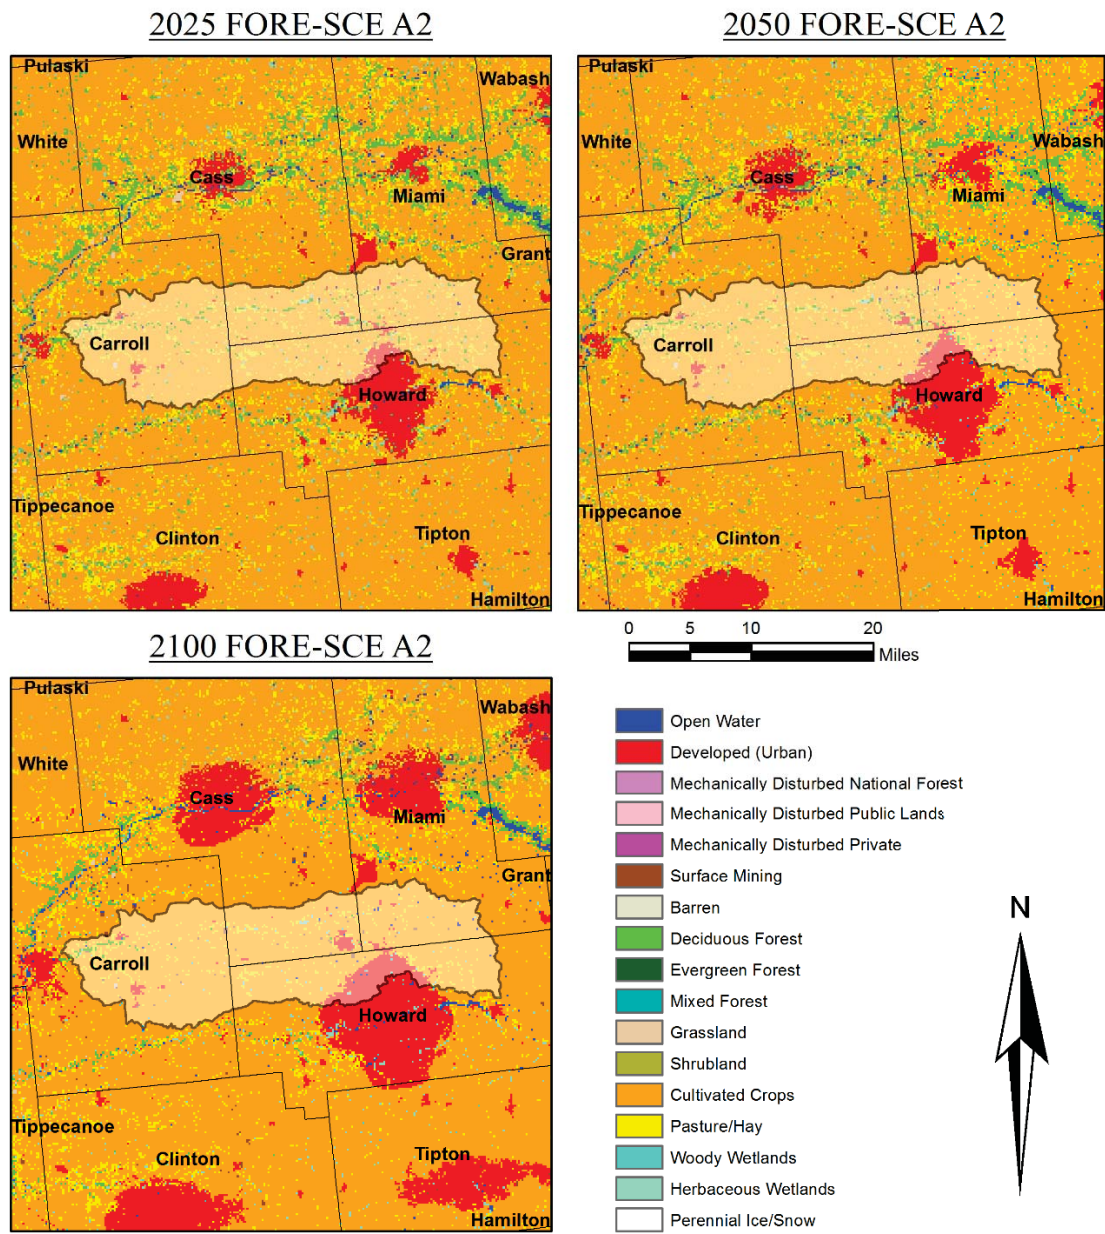 2025 FORE-SCE A2
Pulaski
Wabash
White
Cass
Miami
Grant
Carroll
Howard
Tippecanoe
Clinton
Tipton
Hamilton
2050 FORE-SCE A2
Pulaski
White
Wabash
Cass
Miami
Grant
Carroll
Howard
Tippecanoe
Clinton
Tipton
Hamilton
2100 FORE-SCE A2
Pulaski
Wabash
White
Cass
Miami
Grant
Carroll
Howard
Tippecanoe
Clinton
Tipton
Hamilton
0 5 10 20
Miles
Open Water
Developed (Urban)
Mechanically Disturbed National Forest
Mechanically Disturbed Public Lands
Mechanically Disturbed Private
Surface Mining
Barren
Deciduous Forest
Evergreen Forest
Mixed Forest
Grassland
Shrubland
Cultivated Crops
Pasture/Hay
Woody Wetlands
Herbaceous Wetlands
Perennial Ice/Snow
N